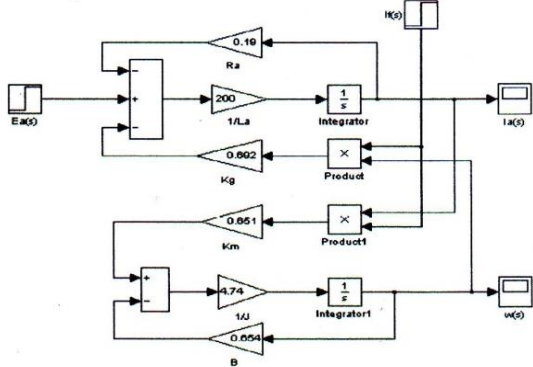 If(s)
0.19
Ra
−
+
−
Ea(s)
200
1/La
1
s
Integrator
Ia(s)
0.692
Kg
×
Product
0.651
Km
×
Product1
+
−
4.74
1/J
1
s
Integrator1
w(s)
0.654
B